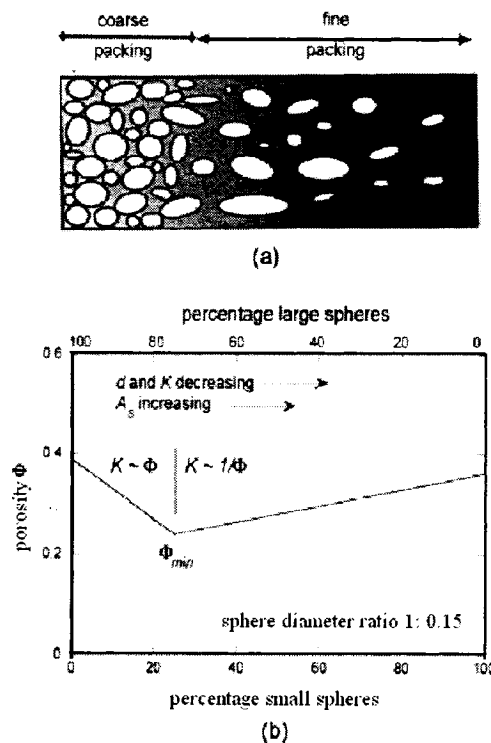 coarse fine
packing packing
(a)
percentage large spheres
100 80 60 40 20 0
0.6
d and K decreasing
A_s increasing
0.4
K ~ Φ K ~ 1/Φ
porosity Φ
0.2
Φ_min
sphere diameter ratio 1: 0.15
0
0 20 40 60 80 100
percentage small spheres
(b)